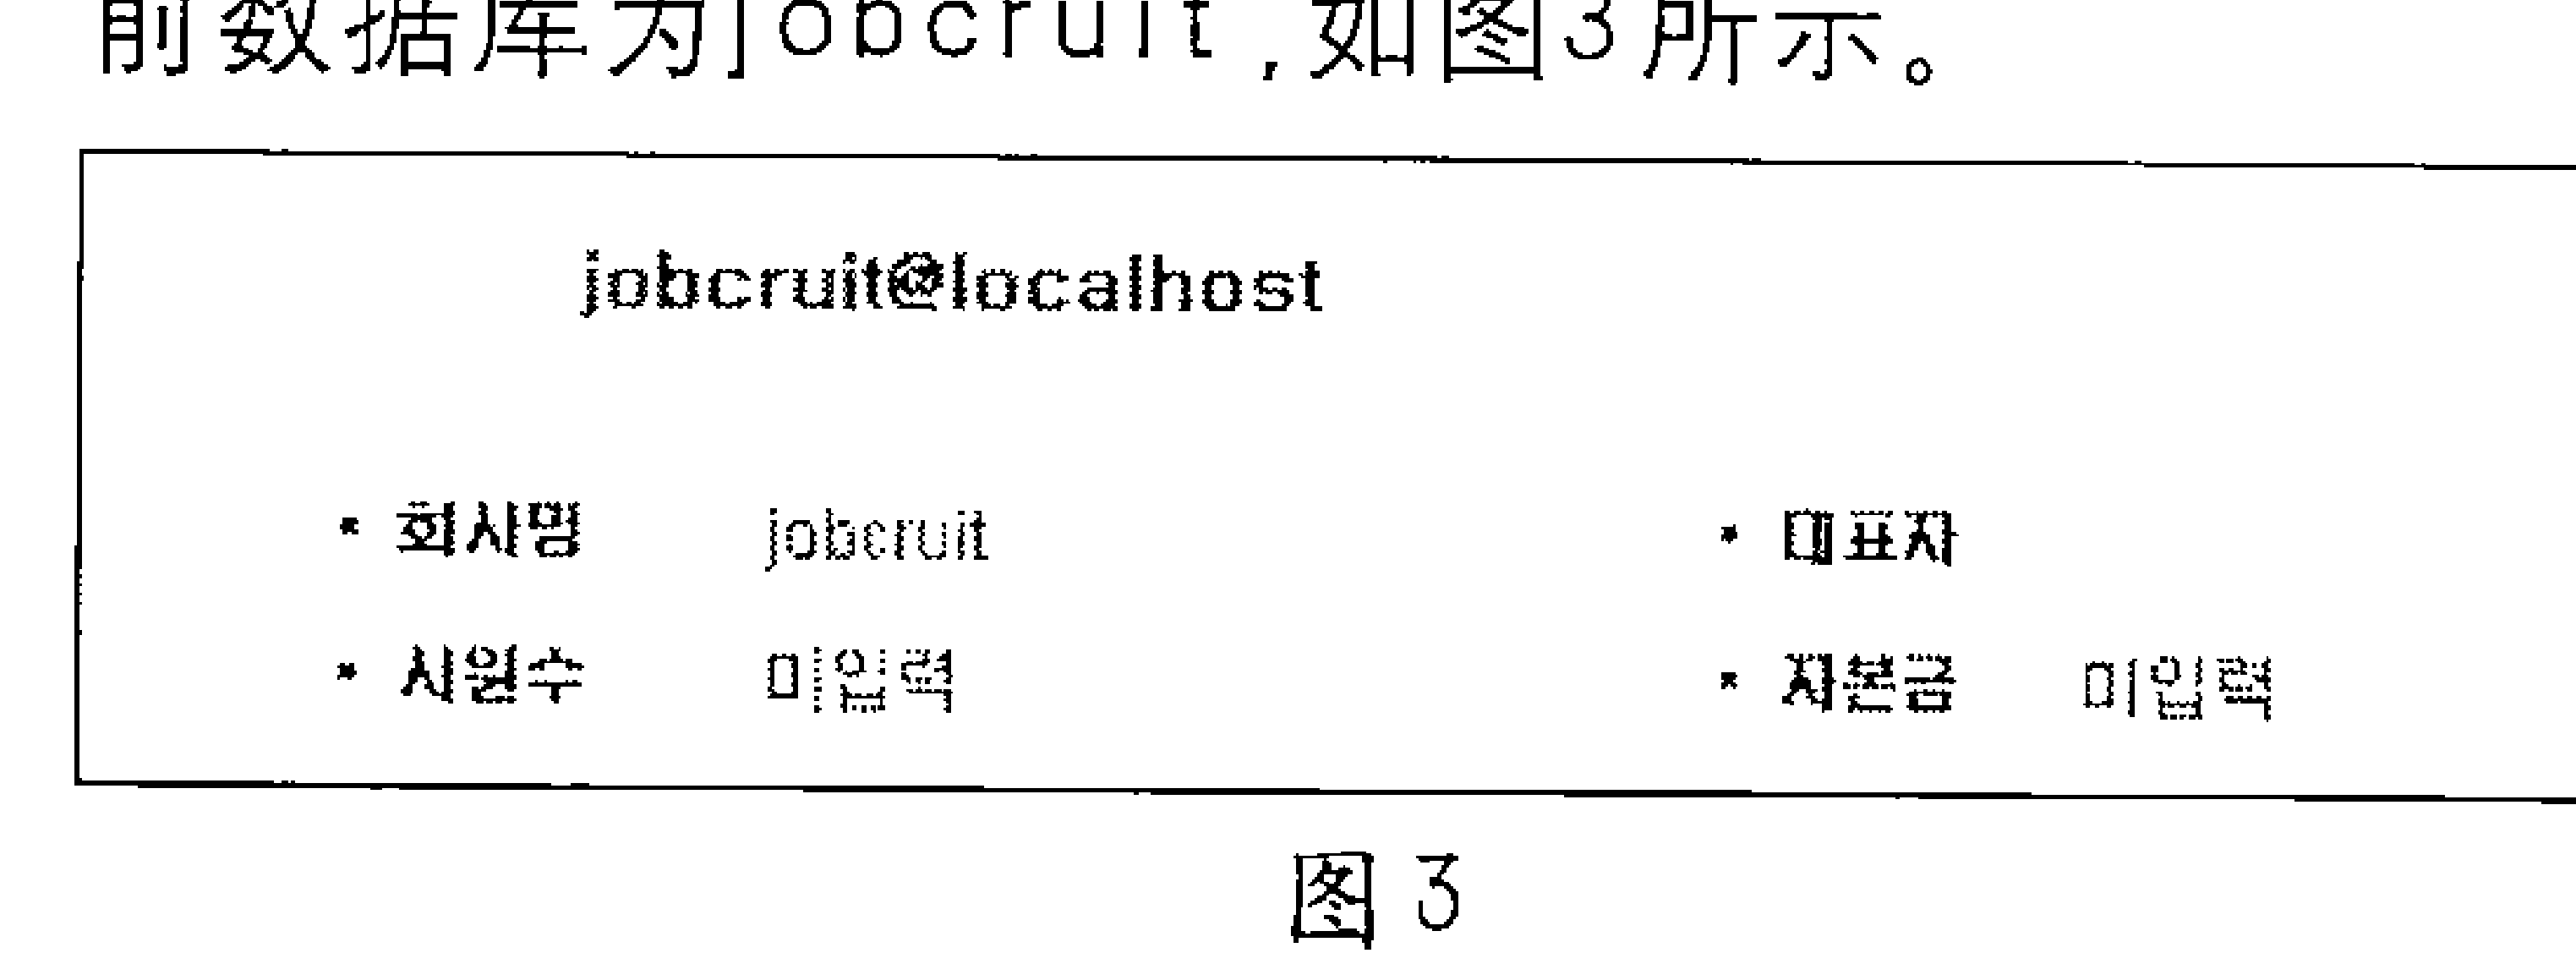 前数据库为jobcruit,如图3所示。
jobcruit@localhost
· 회사명 jobcruit · 대표자
· 사원수 미입력 · 자본금 미입력
图 3